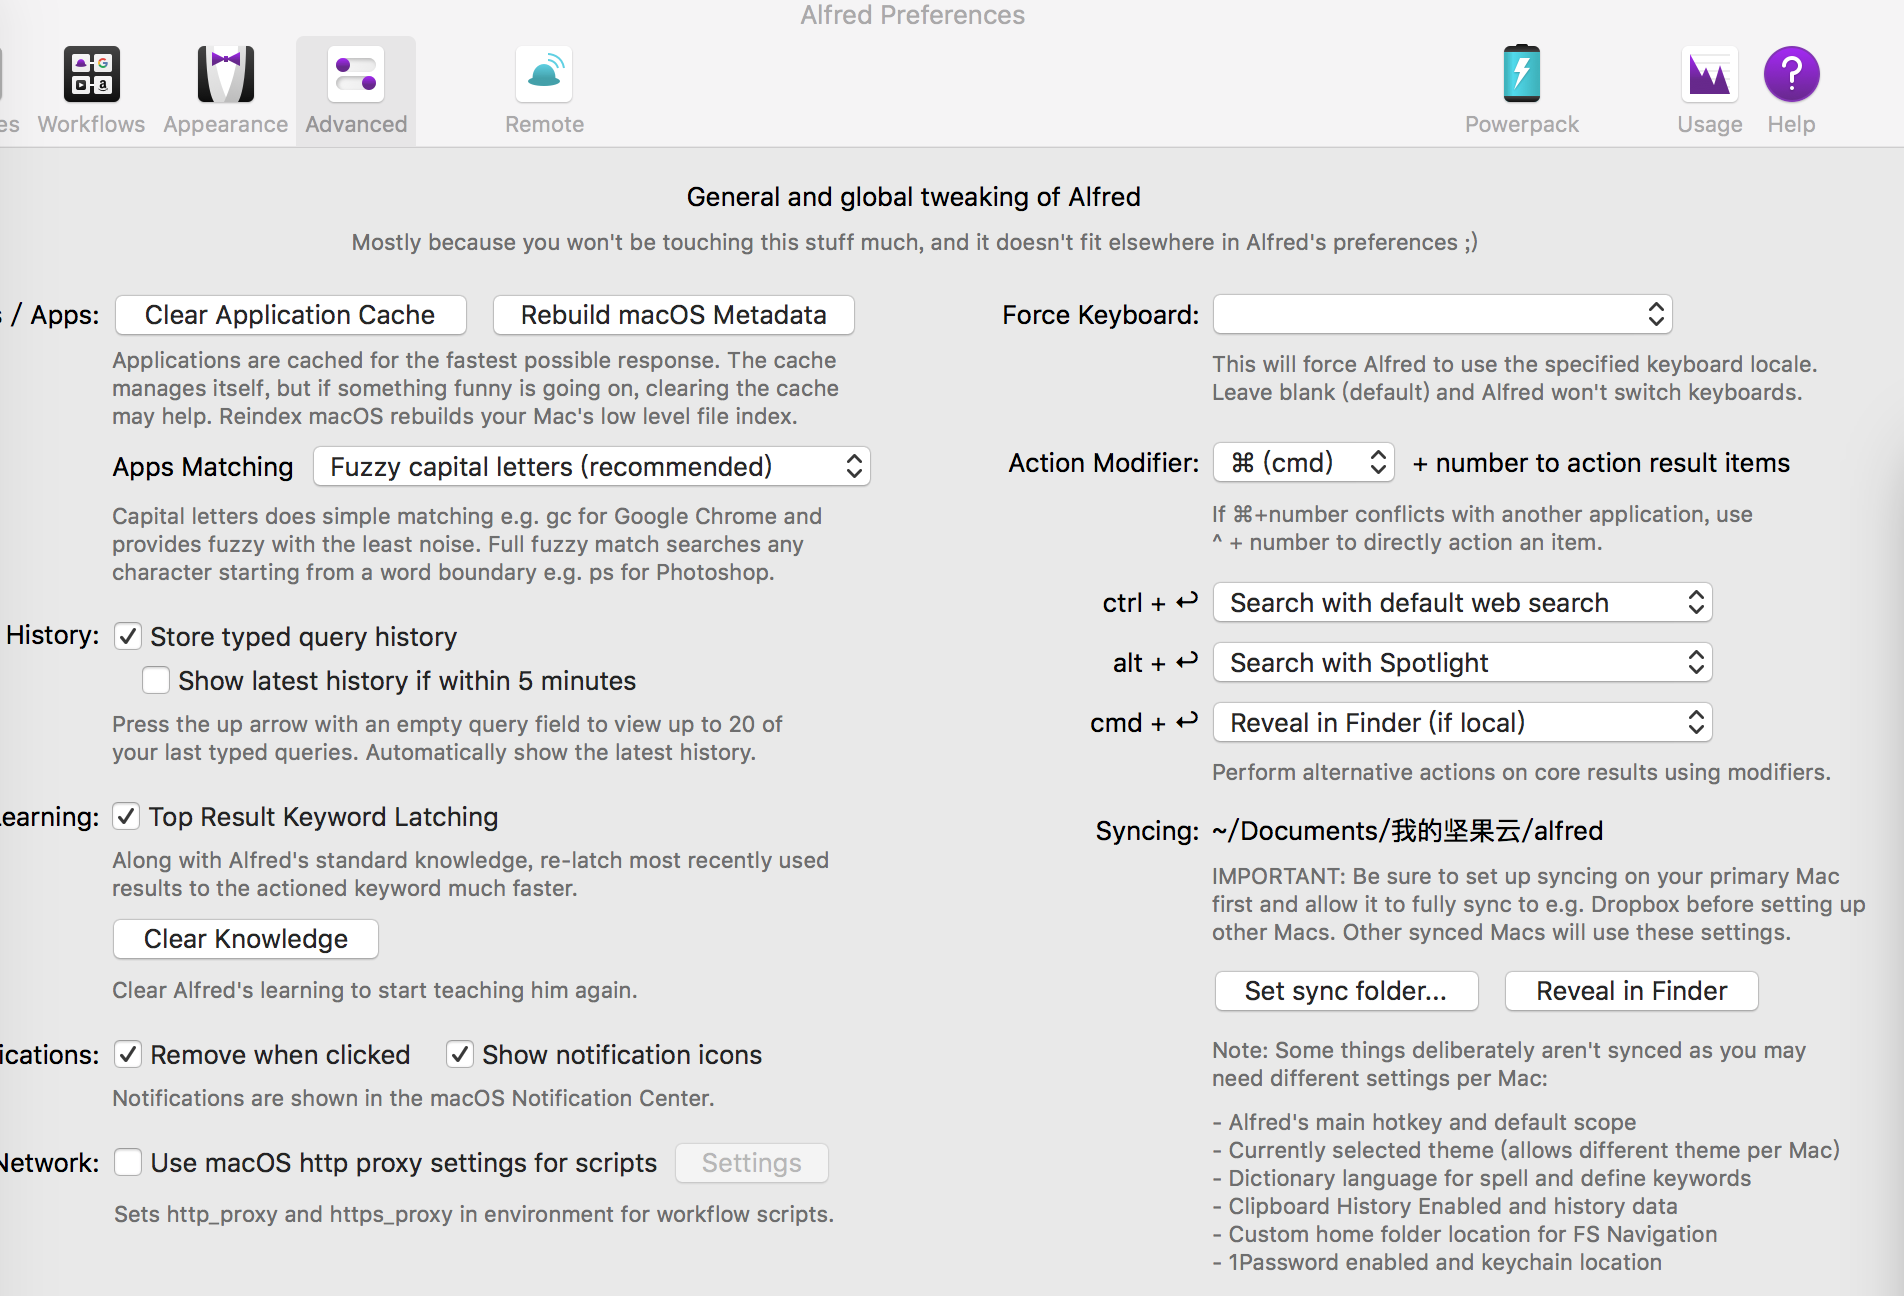 Alfred Preferences
es Workflows Appearance Advanced Remote Powerpack Usage Help
General and global tweaking of Alfred
Mostly because you won't be touching this stuff much, and it doesn't fit elsewhere in Alfred's preferences ;)
s / Apps: Clear Application Cache Rebuild macOS Metadata
Applications are cached for the fastest possible response. The cache
manages itself, but if something funny is going on, clearing the cache
may help. Reindex macOS rebuilds your Mac's low level file index.
Apps Matching Fuzzy capital letters (recommended)
Capital letters does simple matching e.g. gc for Google Chrome and
provides fuzzy with the least noise. Full fuzzy match searches any
character starting from a word boundary e.g. ps for Photoshop.
History: Store typed query history
Show latest history if within 5 minutes
Press the up arrow with an empty query field to view up to 20 of
your last typed queries. Automatically show the latest history.
earning: Top Result Keyword Latching
Along with Alfred's standard knowledge, re-latch most recently used
results to the actioned keyword much faster.
Clear Knowledge
Clear Alfred's learning to start teaching him again.
ications: Remove when clicked Show notification icons
Notifications are shown in the macOS Notification Center.
Network: Use macOS http proxy settings for scripts Settings
Sets http_proxy and https_proxy in environment for workflow scripts.
Force Keyboard:
This will force Alfred to use the specified keyboard locale.
Leave blank (default) and Alfred won't switch keyboards.
Action Modifier: ⌘ (cmd) + number to action result items
If ⌘+number conflicts with another application, use
^ + number to directly action an item.
ctrl + ↩ Search with default web search
alt + ↩ Search with Spotlight
cmd + ↩ Reveal in Finder (if local)
Perform alternative actions on core results using modifiers.
Syncing: ~/Documents/我的坚果云/alfred
IMPORTANT: Be sure to set up syncing on your primary Mac
first and allow it to fully sync to e.g. Dropbox before setting up
other Macs. Other synced Macs will use these settings.
Set sync folder... Reveal in Finder
Note: Some things deliberately aren't synced as you may
need different settings per Mac:
- Alfred's main hotkey and default scope
- Currently selected theme (allows different theme per Mac)
- Dictionary language for spell and define keywords
- Clipboard History Enabled and history data
- Custom home folder location for FS Navigation
- 1Password enabled and keychain location